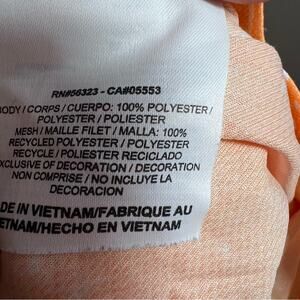 RN#56323 - CA#05553
BODY / CORPS / CUERPO: 100% POLYESTER /
POLYESTER / POLIESTER
MESH / MAILLE FILET / MALLA: 100%
RECYCLE POLYESTER / POLYESTER
RECYCLE / POLIESTER RECICLADO
EXCLUSIVE OF DECORATION / DECORATION
NON COMPRISE / NO INCLUYE LA
DECORACION
DE IN VIETNAM/FABRIQUE AU
ETNAM/HECHO EN VIETNAM